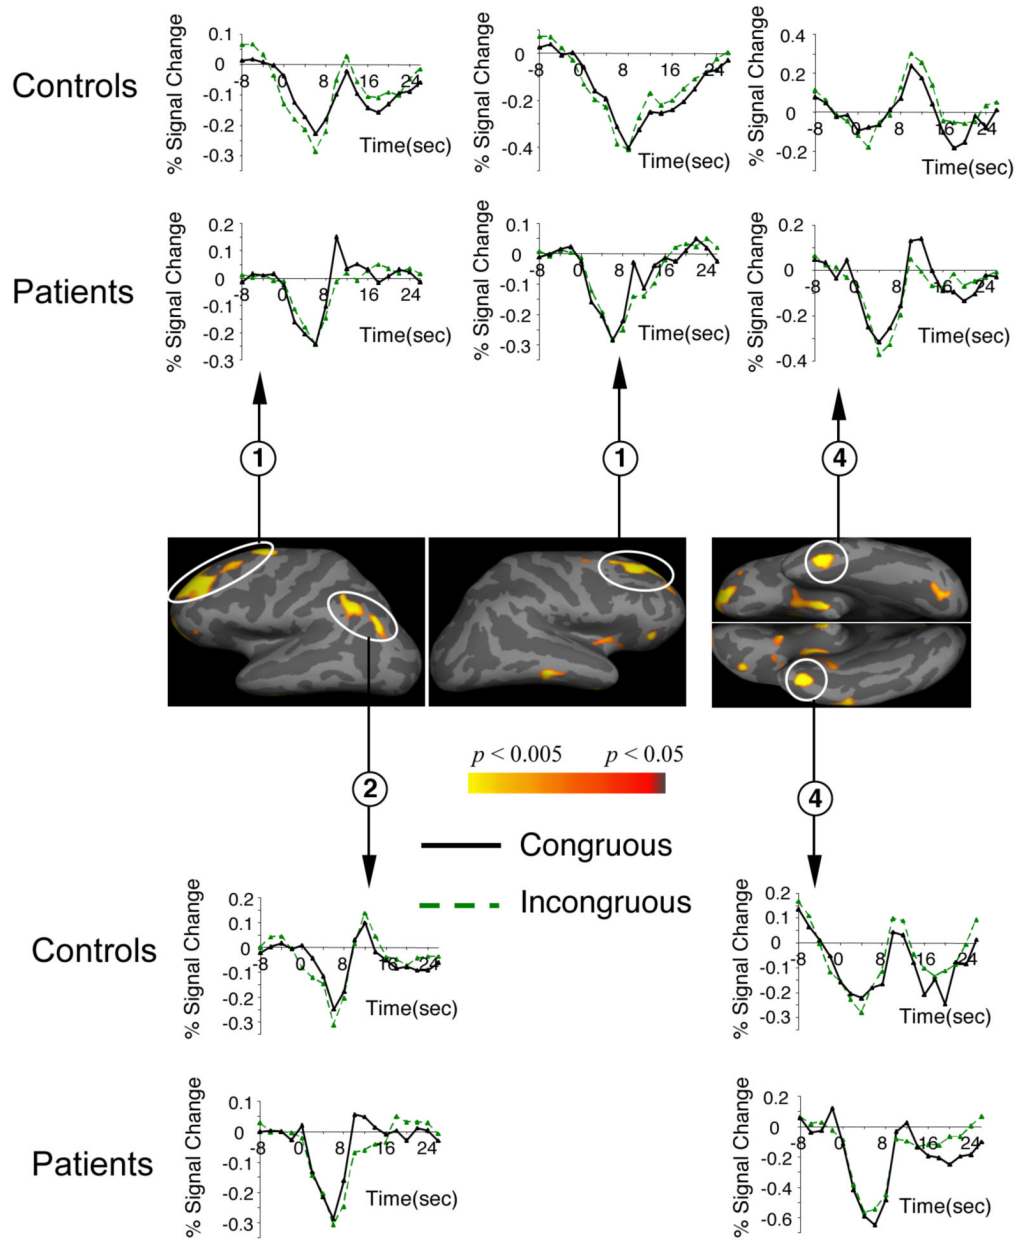 Controls
% Signal Change
0.1
0
-0.1
-0.2
-0.3
-8 0 8 16 24
Time(sec)
% Signal Change
0
-0.2
-0.4
-8 0 8 16 24
Time(sec)
% Signal Change
0.4
0.2
0
-0.2
-8 0 8 16 24
Time(sec)
Patients
% Signal Change
0.2
0.1
0
-0.1
-0.2
-0.3
-8 0 8 16 24
Time(sec)
% Signal Change
0.1
0
-0.1
-0.2
-0.3
-8 0 8 16 24
Time(sec)
% Signal Change
0.2
0
-0.2
-0.4
-8 0 8 16 24
Time(sec)
1 1 4
p < 0.005 p < 0.05
2 4
Congruous
Incongruous
Controls
% Signal Change
0.2
0.1
0
-0.1
-0.2
-0.3
-8 0 8 16 24
Time(sec)
% Signal Change
0.2
0.1
0
-0.1
-0.2
-0.3
-8 0 8 16 24
Time(sec)
Patients
% Signal Change
0.1
0
-0.1
-0.2
-0.3
-8 0 8 16 24
Time(sec)
% Signal Change
0.2
0
-0.2
-0.4
-0.6
-8 0 8 16 24
Time(sec)